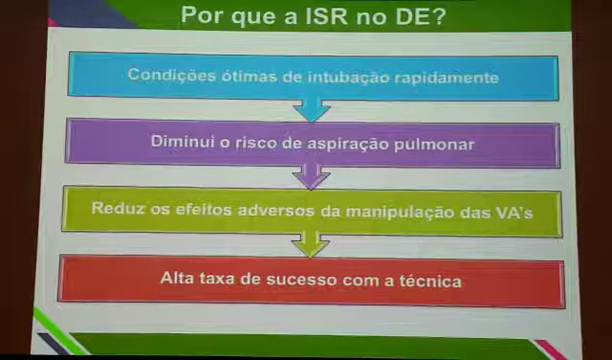 Por que a ISR no DE?
Condições ótimas de intubação rapidamente
Diminui o risco de aspiração pulmonar
Reduz os efeitos adversos da manipulação das VA's
Alta taxa de sucesso com a técnica